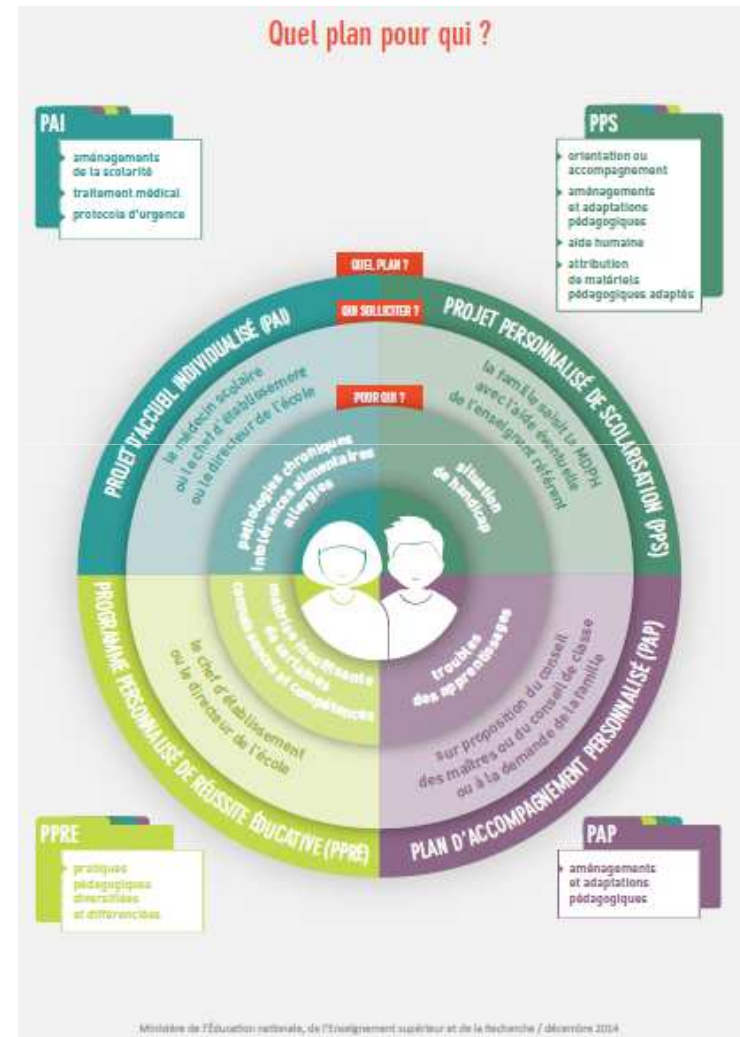 Quel plan pour qui ?
PAI
aménagements
de la scolarité
traitement médical
protocole d'urgence
PPS
orientation ou
accompagnement
aménagements
et adaptations
pédagogiques
aide humaine
attribution
de matériels
pédagogiques adaptés
QUEL PLAN ?
QUI SOLLICITER ?
POUR QUI ?
PROJET D'ACCUEIL INDIVIDUALISÉ (PAI)
le médecin scolaire
ou le chef d'établissement
ou le directeur de l'école
pathologies chroniques
intolérances alimentaires
allergies
PROJET PERSONNALISÉ DE SCOLARISATION (PPS)
la famille saisit la MDPH
avec l'aide éventuelle
de l'enseignant référent
situation
de handicap
PROGRAMME PERSONNALISÉ DE RÉUSSITE ÉDUCATIVE (PPRE)
le chef d'établissement
ou le directeur de l'école
maîtrise insuffisante
de certaines
connaissances et compétences
PLAN D'ACCOMPAGNEMENT PERSONNALISÉ (PAP)
sur proposition du conseil
des maîtres ou du conseil de classe
ou à la demande de la famille
troubles
des apprentissages
PPRE
pratiques
pédagogiques
diversifiées
et différenciées
PAP
aménagements
et adaptations
pédagogiques
Ministère de l'Éducation nationale, de l'Enseignement supérieur et de la Recherche / décembre 2014